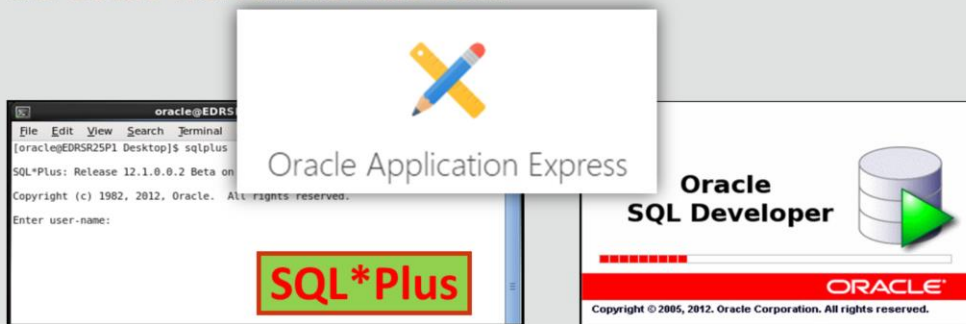 oracle@EDRS
File Edit View Search Terminal
[oracle@EDRSR25P1 Desktop]$ sqlplus
SQL*Plus: Release 12.1.0.0.2 Beta on
Copyright (c) 1982, 2012, Oracle. All rights reserved.
Enter user-name:
SQL*Plus
Oracle Application Express
Oracle
SQL Developer
ORACLE
Copyright © 2005, 2012. Oracle Corporation. All rights reserved.